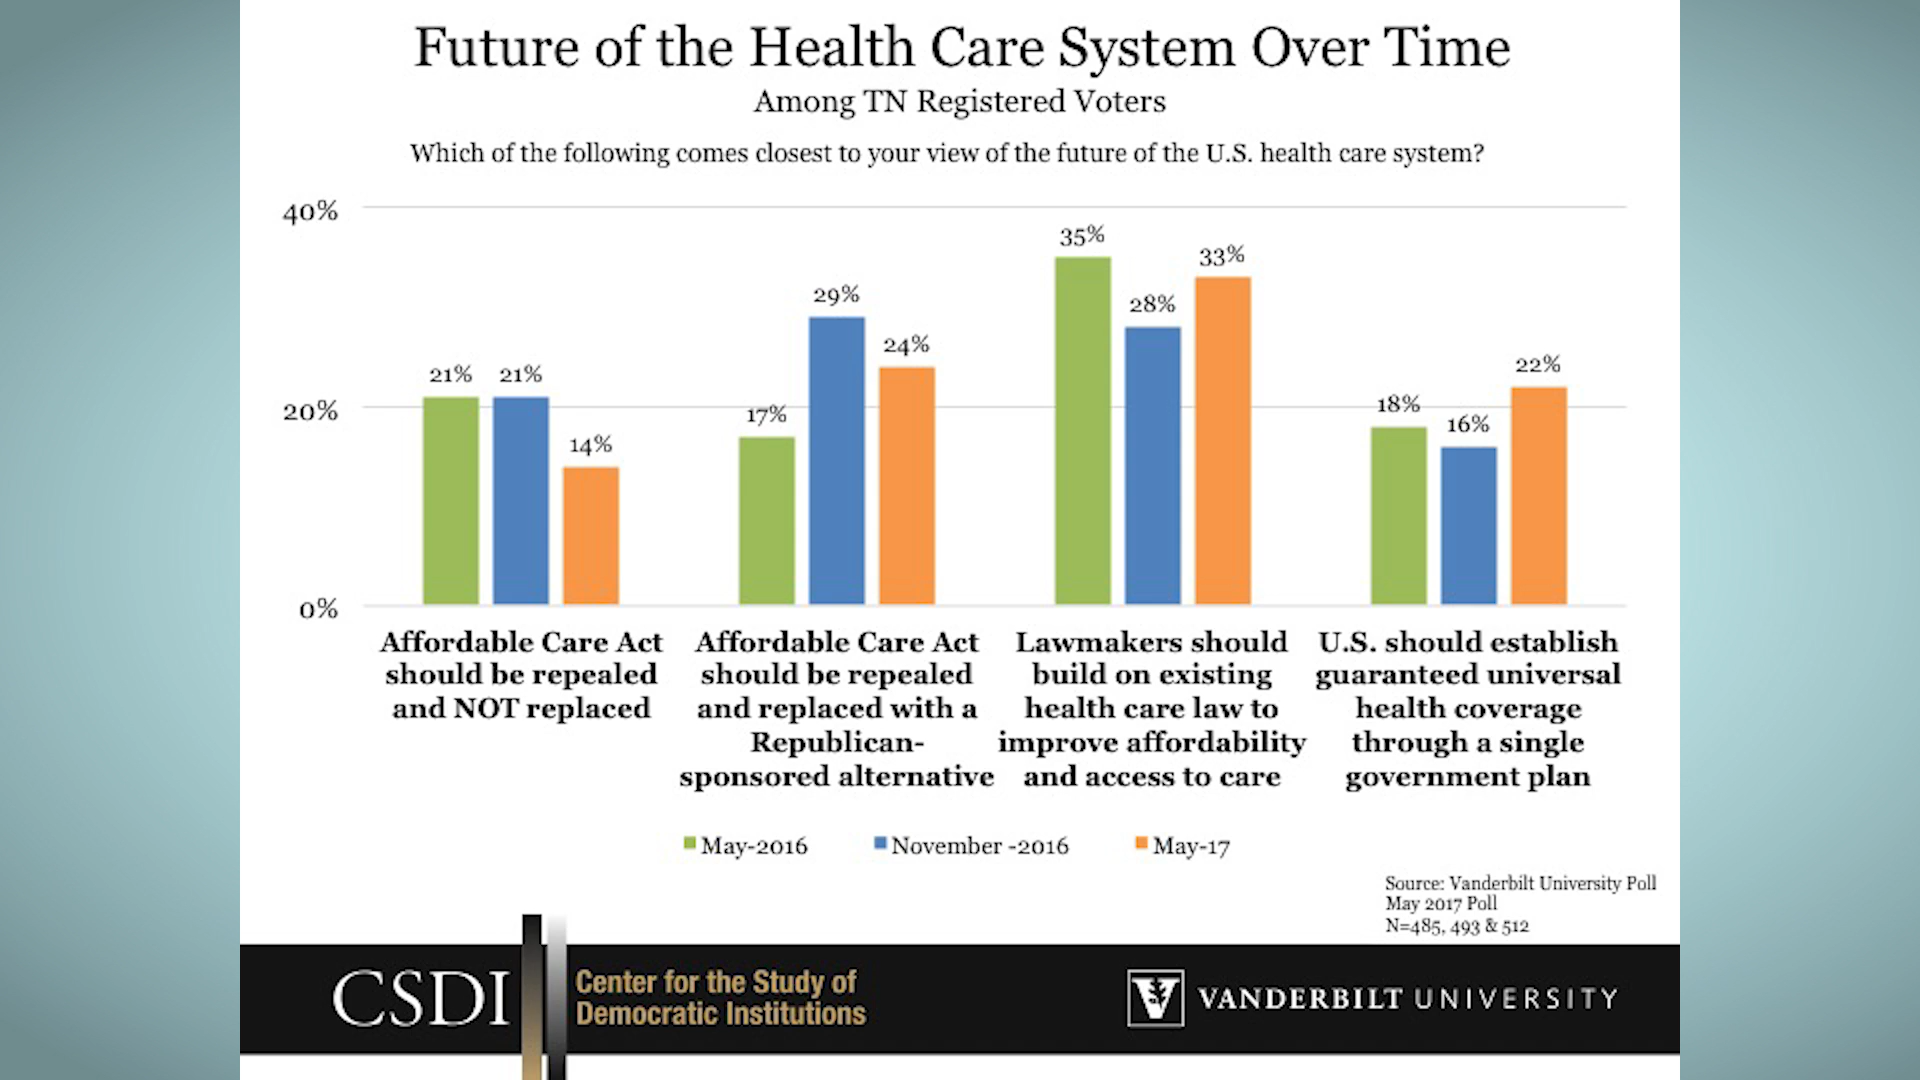 Future of the Health Care System Over Time
Among TN Registered Voters
Which of the following comes closest to your view of the future of the U.S. health care system?
40%
20%
0%
21%
21%
14%
17%
29%
24%
35%
28%
33%
18%
16%
22%
Affordable Care Act
should be repealed
and NOT replaced
Affordable Care Act
should be repealed
and replaced with a
Republican-
sponsored alternative
Lawmakers should
build on existing
health care law to
improve affordability
and access to care
U.S. should establish
guaranteed universal
health coverage
through a single
government plan
May-2016
November -2016
May-17
Source: Vanderbilt University Poll
May 2017 Poll
N=485, 493 & 512
CSDI
Center for the Study of
Democratic Institutions
V
VANDERBILT UNIVERSITY